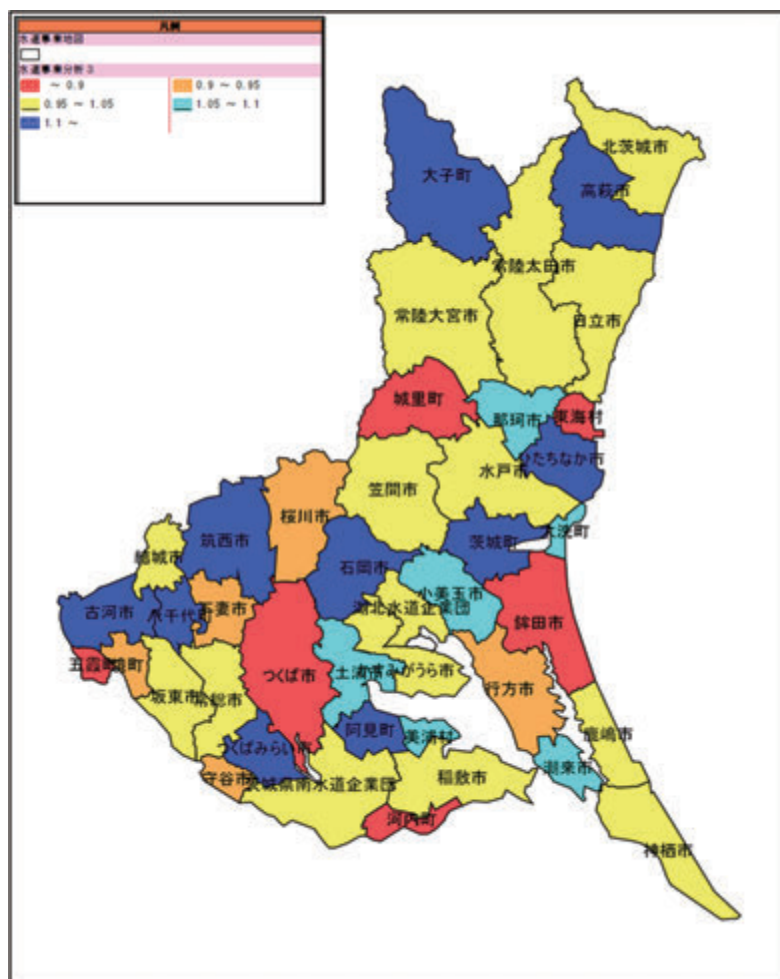 凡例
水道事業地図
水道事業分析３
～ 0.9
0.9 ～ 0.95
0.95 ～ 1.05
1.05 ～ 1.1
1.1 ～
北茨城市
大子町
高萩市
常陸太田市
常陸大宮市
日立市
城里町
那珂市
東海村
ひたちなか市
水戸市
笠間市
桜川市
筑西市
大洗町
茨城町
結城市
石岡市
小美玉市
湖北水道企業団
古河市
八千代町
下妻市
鉾田市
五霞町
境町
つくば市
土浦市
かすみがうら市
行方市
坂東市
常総市
阿見町
美浦村
鹿嶋市
つくばみらい市
潮来市
守谷市
茨城県南水道企業団
稲敷市
河内町
神栖市